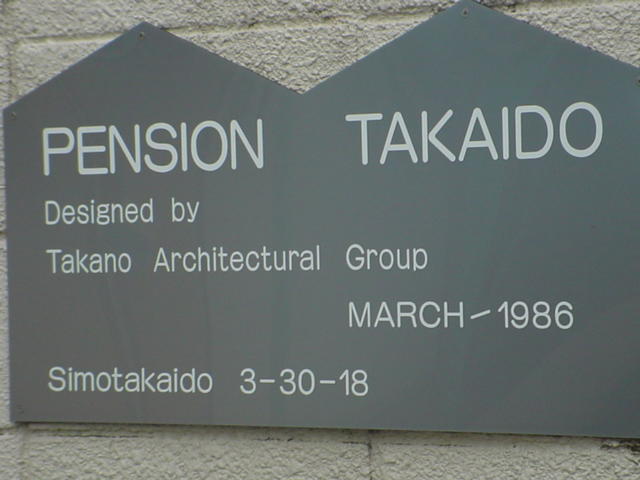 PENSION TAKAIDO
Designed by
Takano Architectural Group
MARCH-1986
Simotakaido 3-30-18